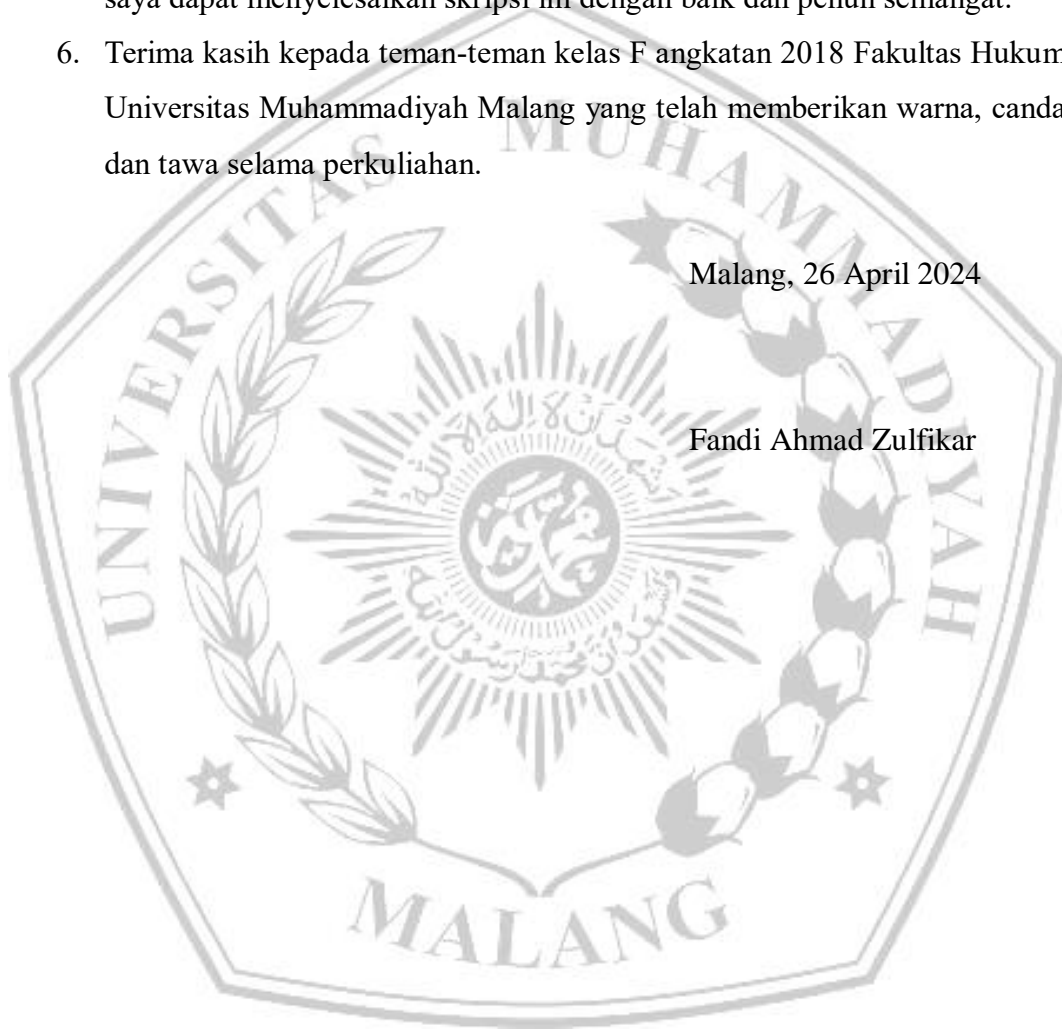 saya dapat menyelesaikan skripsi ini dengan baik dan penuh semangat.
6. Terima kasih kepada teman-teman kelas F angkatan 2018 Fakultas Hukum
Universitas Muhammadiyah Malang yang telah memberikan warna, canda
dan tawa selama perkuliahan.
Malang, 26 April 2024
Fandi Ahmad Zulfikar
UNIVERSITAS MUHAMMADIYAH
MALANG